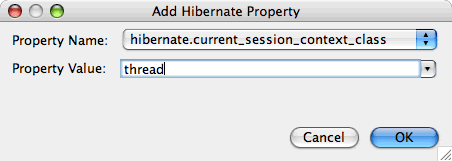 Add Hibernate Property
Property Name: hibernate.current_session_context_class
Property Value: thread
Cancel OK